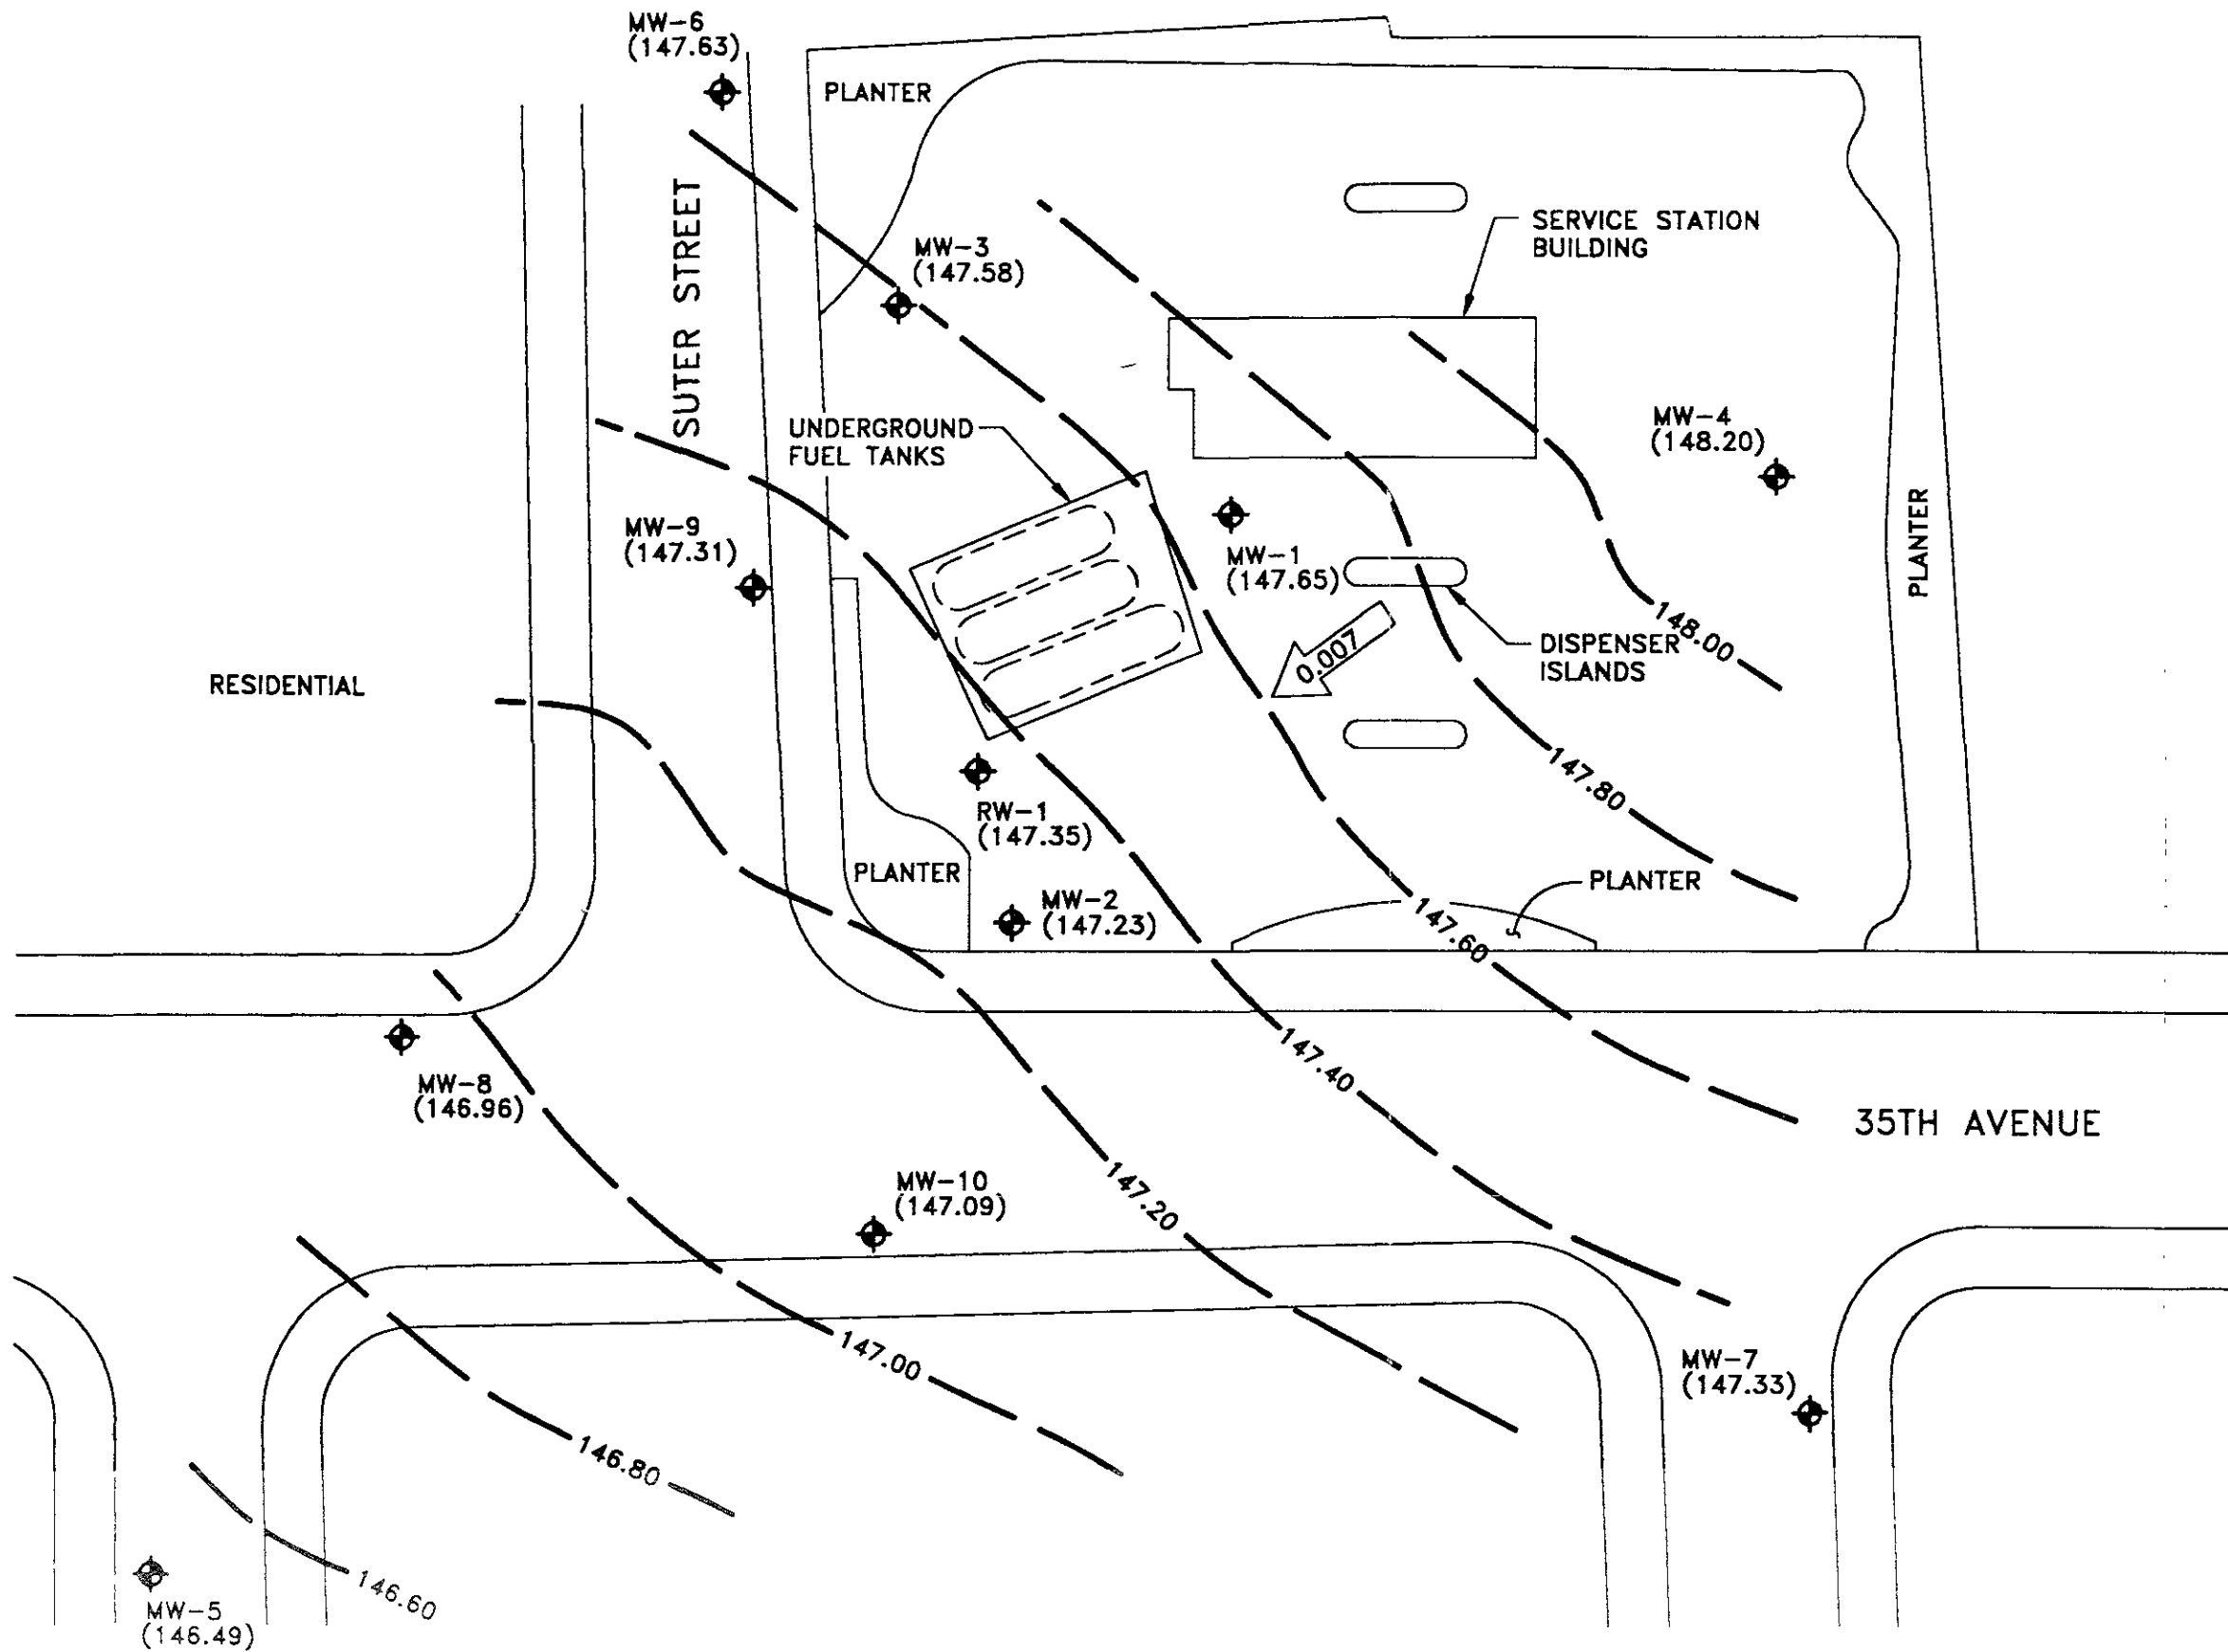 MW-6
(147.63)
PLANTER
SUTER STREET
MW-3
(147.58)
SERVICE STATION
BUILDING
UNDERGROUND
FUEL TANKS
MW-4
(148.20)
PLANTER
MW-9
(147.31)
MW-1
(147.65)
0.007
148.00
DISPENSER
ISLANDS
RESIDENTIAL
147.80
RW-1
(147.35)
PLANTER
PLANTER
MW-2
(147.23)
147.60
147.40
MW-8
(146.96)
35TH AVENUE
MW-10
(147.09)
147.20
147.00
MW-7
(147.33)
146.80
146.60
MW-5
(146.49)